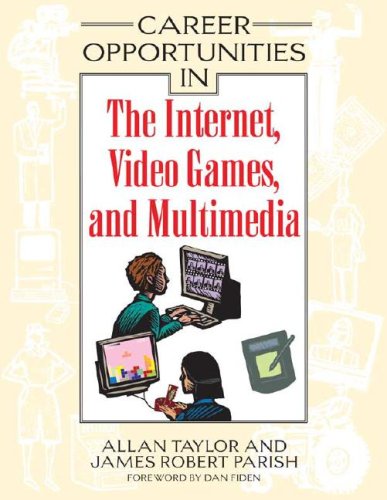 CAREER
OPPORTUNITIES
IN
The Internet,
Video Games,
and Multimedia
ALLAN TAYLOR AND
JAMES ROBERT PARISH
FOREWORD BY DAN FIDEN